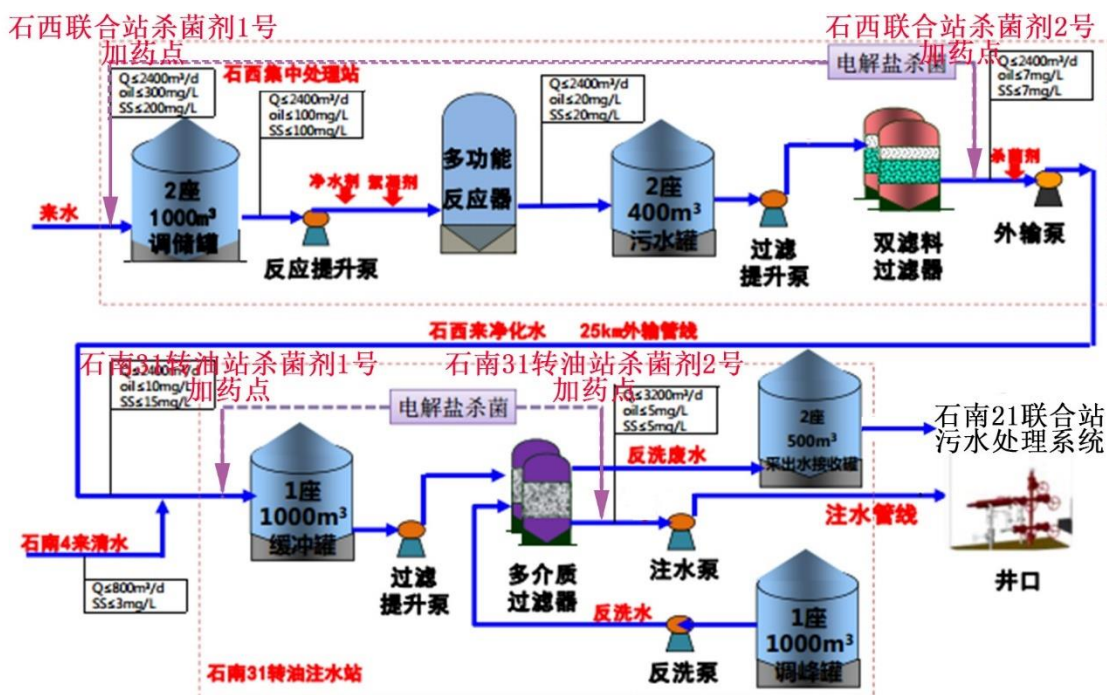 石西联合站杀菌剂1号
加药点
石西联合站杀菌剂2号
加药点
Q≤2400m³/d
oil≤300mg/L
SS≤200mg/L
石西集中处理站
Q≤2400m³/d
oil≤100mg/L
SS≤100mg/L
Q≤2400m³/d
oil≤20mg/L
SS≤20mg/L
电解盐杀菌
Q≤2400m³/d
oil≤7mg/L
SS≤7mg/L
来水
2座
1000m³
调储罐
净水剂
絮凝剂
反应提升泵
多功能
反应器
2座
400m³
污水罐
过滤
提升泵
双滤料
过滤器
杀菌剂
外输泵
石西来净化水 25km外输管线
石南31转油站杀菌剂1号
加药点
石南31转油站杀菌剂2号
加药点
Q≤2400m³/d
oil≤10mg/L
SS≤15mg/L
电解盐杀菌
Q≤3200m³/d
oil≤5mg/L
SS≤5mg/L
2座
500m³
采出水接收罐
石南21联合站
污水处理系统
反洗废水
1座
1000m³
缓冲罐
石南4来清水
Q≤800m³/d
SS≤3mg/L
过滤
提升泵
多介质
过滤器
注水泵
注水管线
井口
反洗水
反洗泵
1座
1000m³
调峰罐
石南31转油注水站